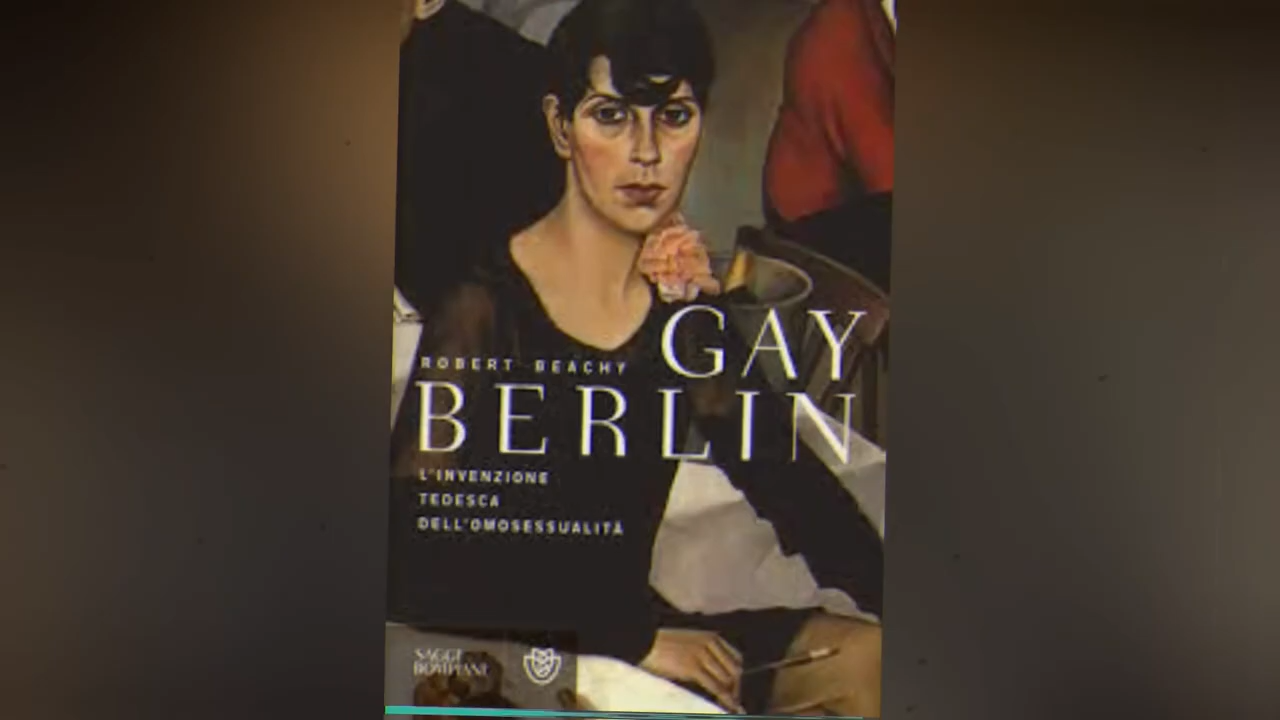 GAY
ROBERT BEACHY
BERLIN
L'INVENZIONE
TEDESCA
DELL'OMOSESSUALITÀ
SAGGI
BOMPIANI